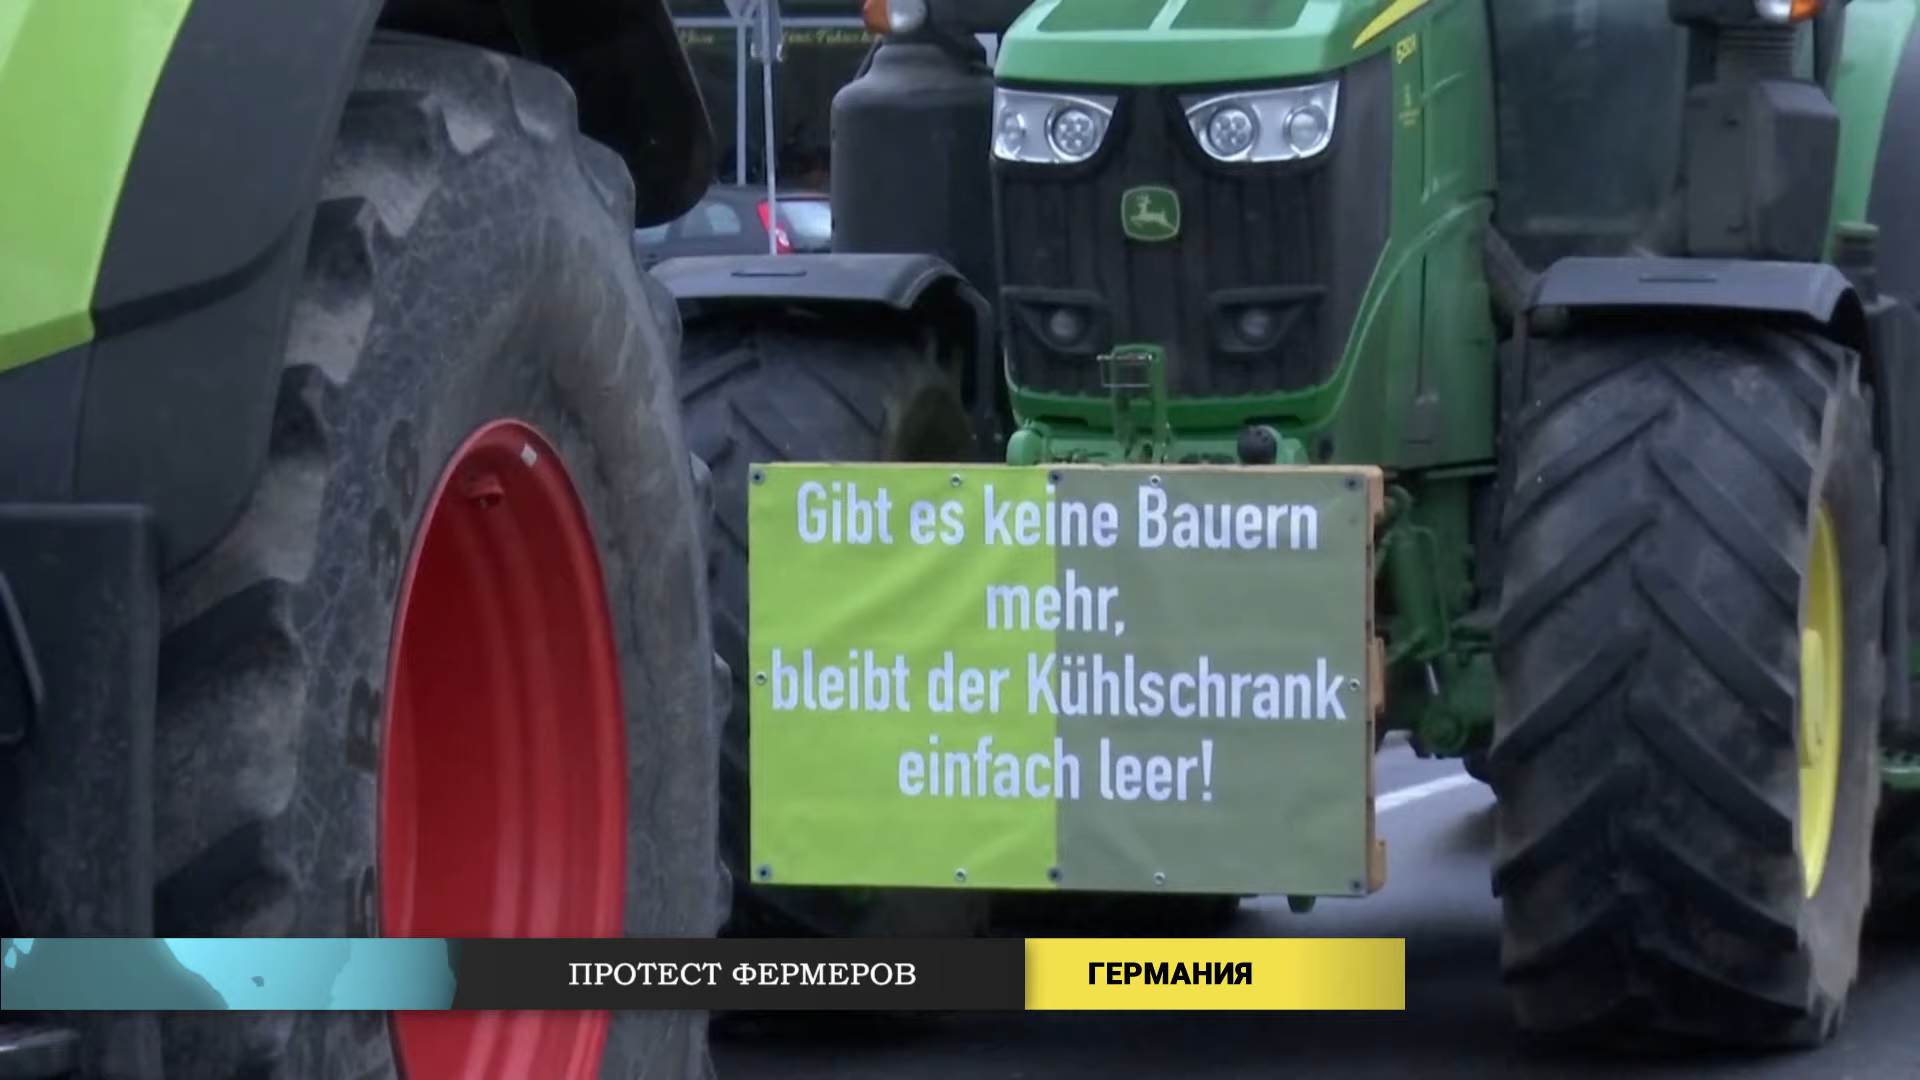 Gibt es keine Bauern
mehr,
bleibt der Kühlschrank
einfach leer!
ПРОТЕСТ ФЕРМЕРОВ
ГЕРМАНИЯ